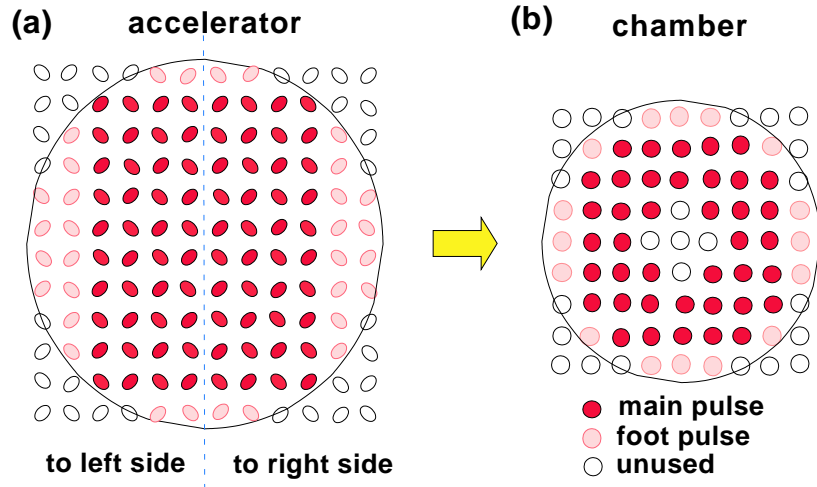 (a)
accelerator
(b)
chamber
to left side
to right side
main pulse
foot pulse
unused